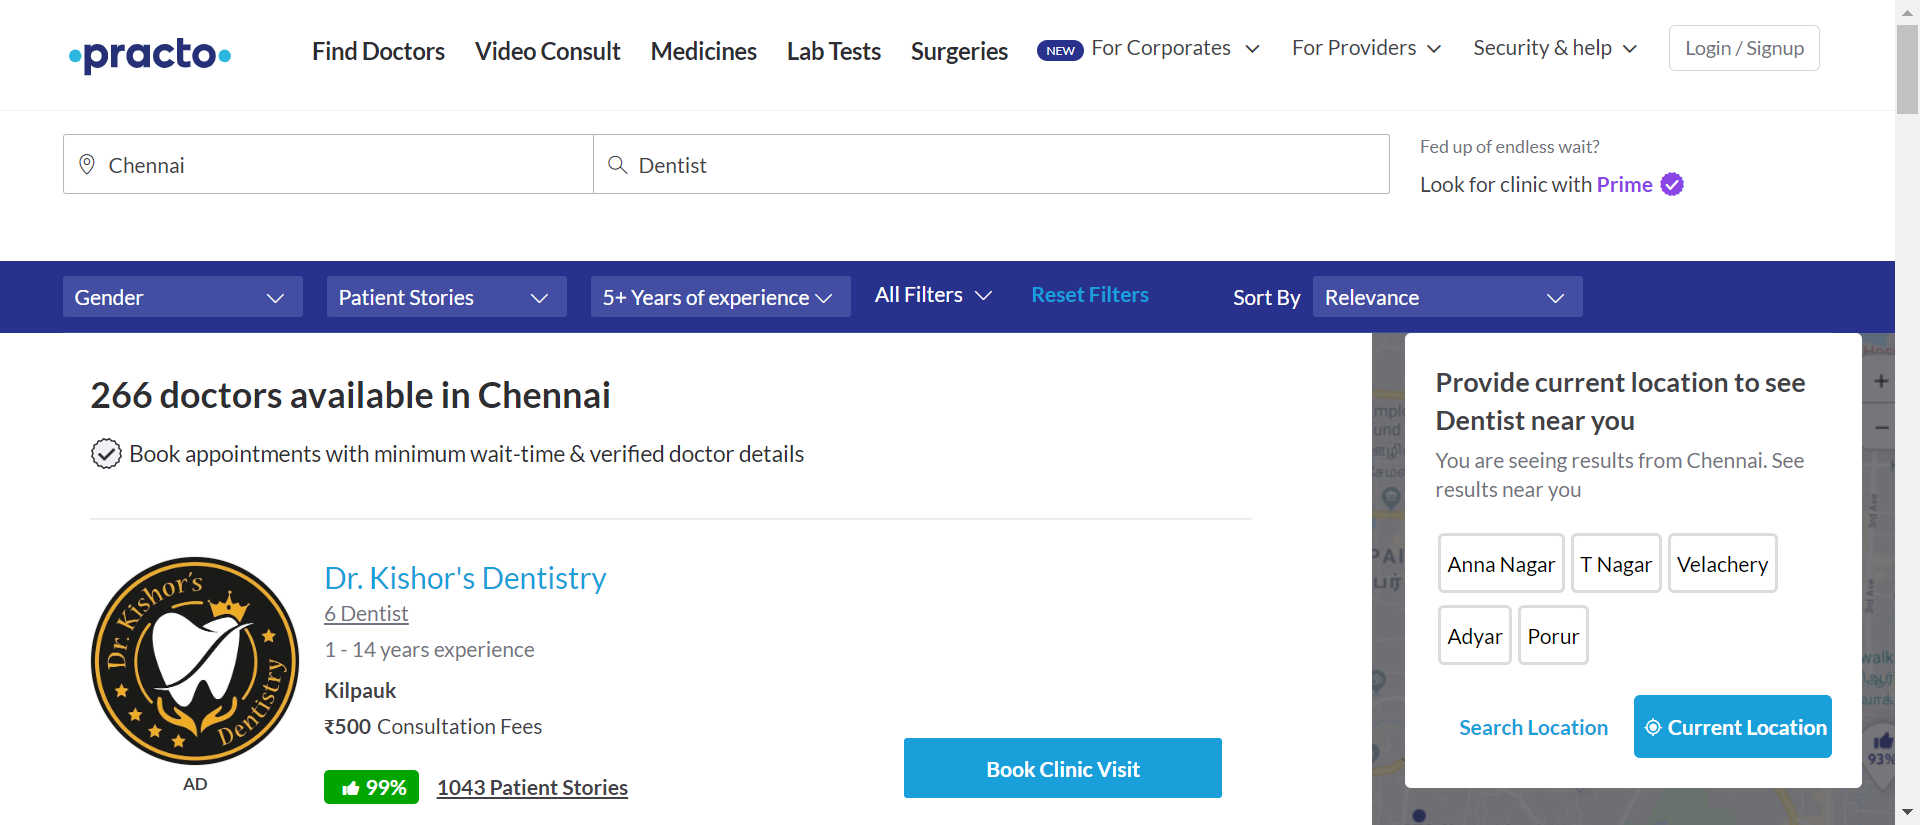 practo
Find Doctors Video Consult Medicines Lab Tests Surgeries NEW For Corporates For Providers Security & help Login / Signup
Chennai
Dentist
Fed up of endless wait?
Look for clinic with Prime
Gender
Patient Stories
5+ Years of experience
All Filters
Reset Filters
Sort By
Relevance
266 doctors available in Chennai
Book appointments with minimum wait-time & verified doctor details
Dr. Kishor's
Dentistry
AD
Dr. Kishor's Dentistry
6 Dentist
1 - 14 years experience
Kilpauk
₹500 Consultation Fees
99%
1043 Patient Stories
Book Clinic Visit
Provide current location to see
Dentist near you
You are seeing results from Chennai. See
results near you
Anna Nagar
T Nagar
Velachery
Adyar
Porur
Search Location
Current Location
3rd Ave
3rd Ave
93%